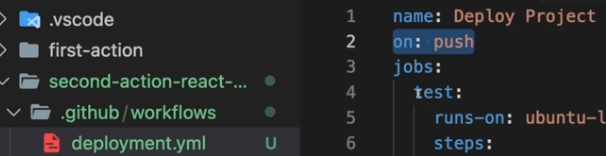 .vscode
first-action
second-action-react-...
.github/workflows
deployment.yml U
1 name: Deploy Project
2 on: push
3 jobs:
4 test:
5 runs-on: ubuntu-l
6 steps: